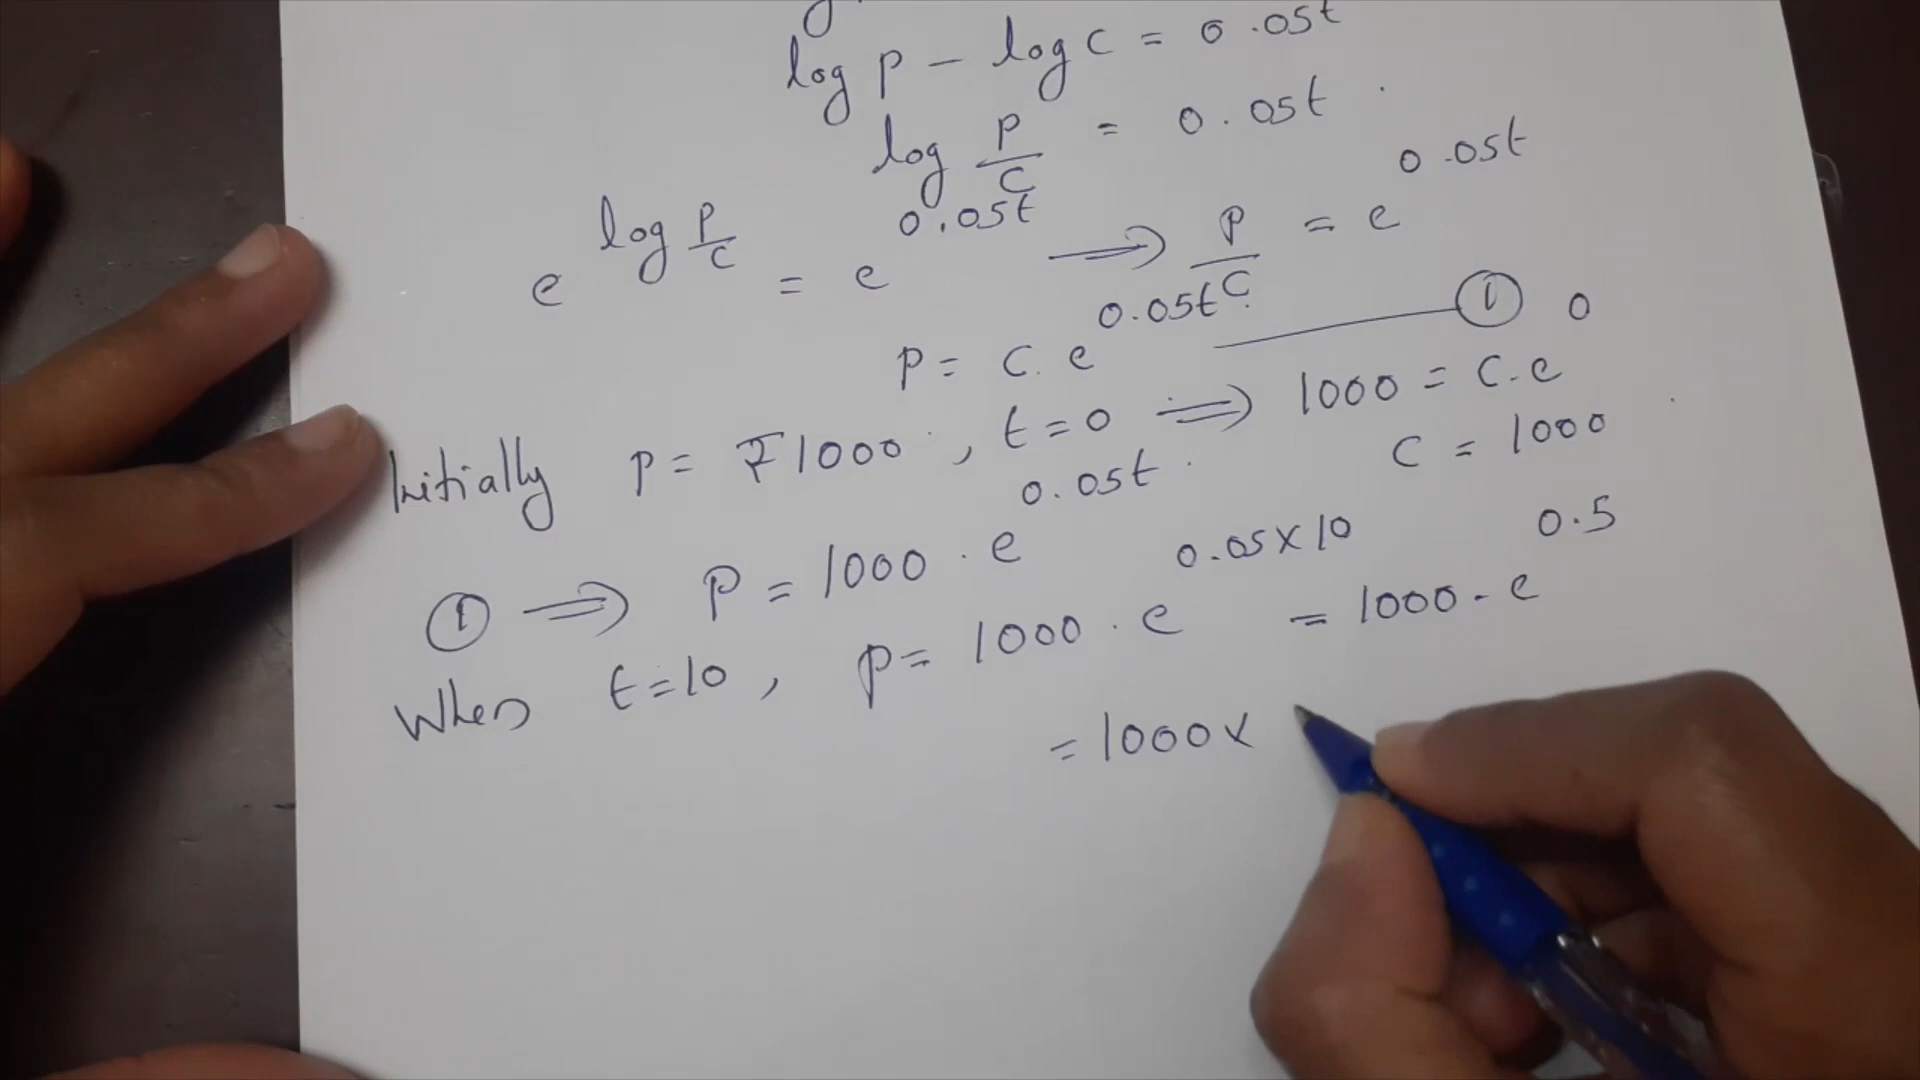 log p - log c = 0.05t
log p/c = 0.05t
e^(log p/c) = e^(0.05t) ⟹ p/c = e^(0.05t)
p = c.e^(0.05t) ——— ①
Initially p = ₹1000, t=0 ⟹ 1000 = c.e^0
c = 1000
① ⟹ p = 1000.e^(0.05t)
When t=10, p = 1000.e^(0.05×10) = 1000.e^(0.5)
= 1000×